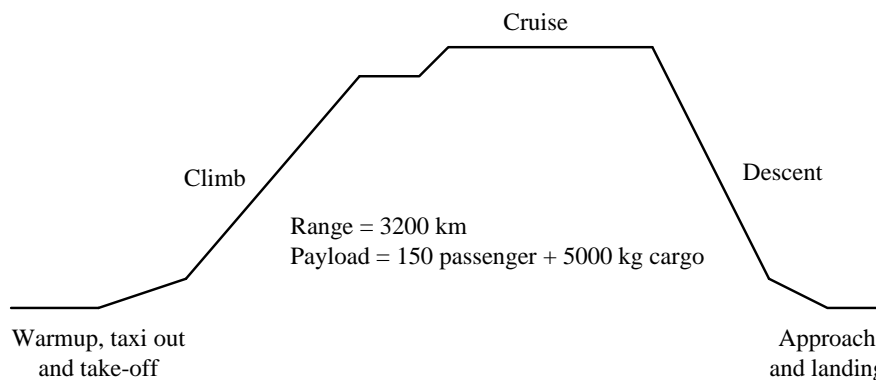 Cruise
Climb
Descent
Range = 3200 km
Payload = 150 passenger + 5000 kg cargo
Warmup, taxi out
and take-off
Approach
and landing